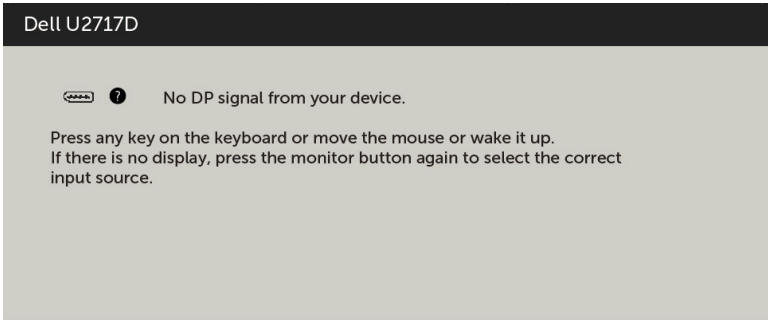 Dell U2717D
? No DP signal from your device.
Press any key on the keyboard or move the mouse or wake it up.
If there is no display, press the monitor button again to select the correct
input source.